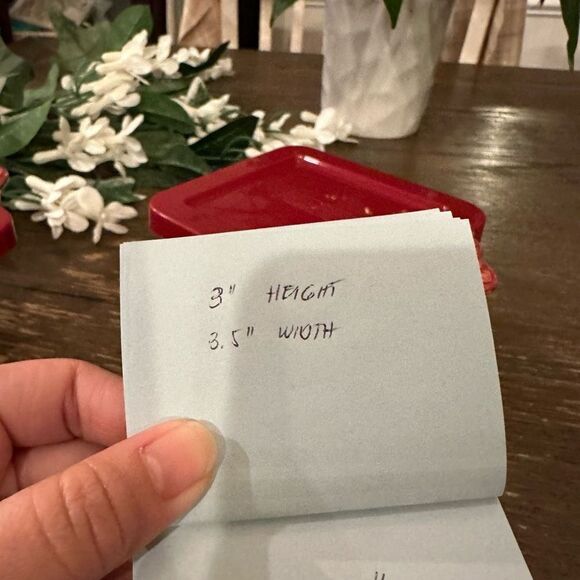 3" HEIGHT
3.5" WIDTH
"